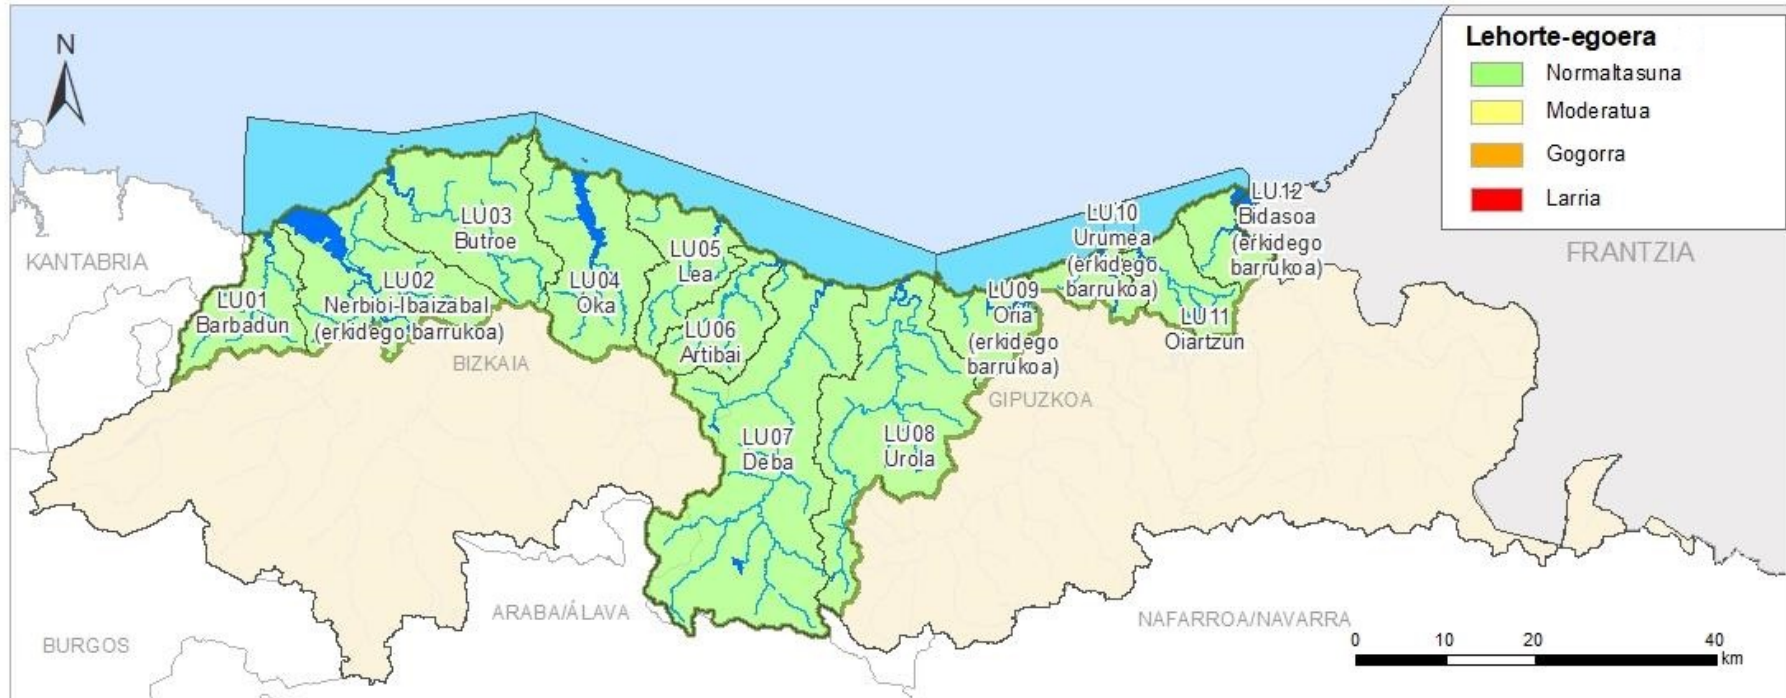 N
Lehorte-egoera
Normaltasuna
Moderatua
Gogorra
Larria
KANTABRIA
FRANTZIA
LU01
Barbadun
LU02
Nerbioi-Ibaizabal
(erkidego barrukoa)
LU03
Butroe
LU04
Oka
LU05
Lea
LU06
Artibai
LU07
Deba
LU08
Urola
LU09
Oria
(erkidego
barrukoa)
LU10
Urumea
(erkidego
barrukoa)
LU11
Oiartzun
LU12
Bidasoa
(erkidego
barrukoa)
BIZKAIA
GIPUZKOA
ARABA/ÁLAVA
BURGOS
NAFARROA/NAVARRA
0 10 20 40
km